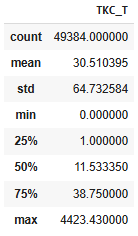 TKC_T
count 49384.000000
mean 30.510395
std 64.732584
min 0.000000
25% 1.000000
50% 11.533350
75% 38.750000
max 4423.430000